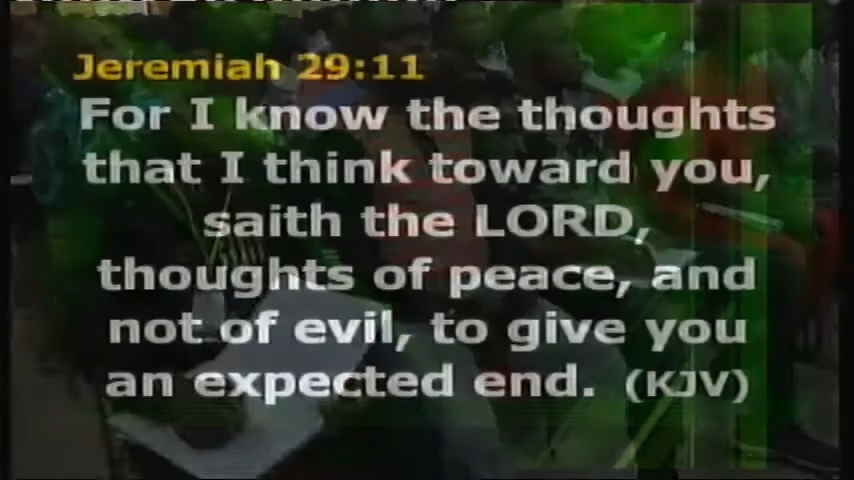 Jeremiah 29:11
For I know the thoughts
that I think toward you,
saith the LORD,
thoughts of peace, and
not of evil, to give you
an expected end. (KJV)